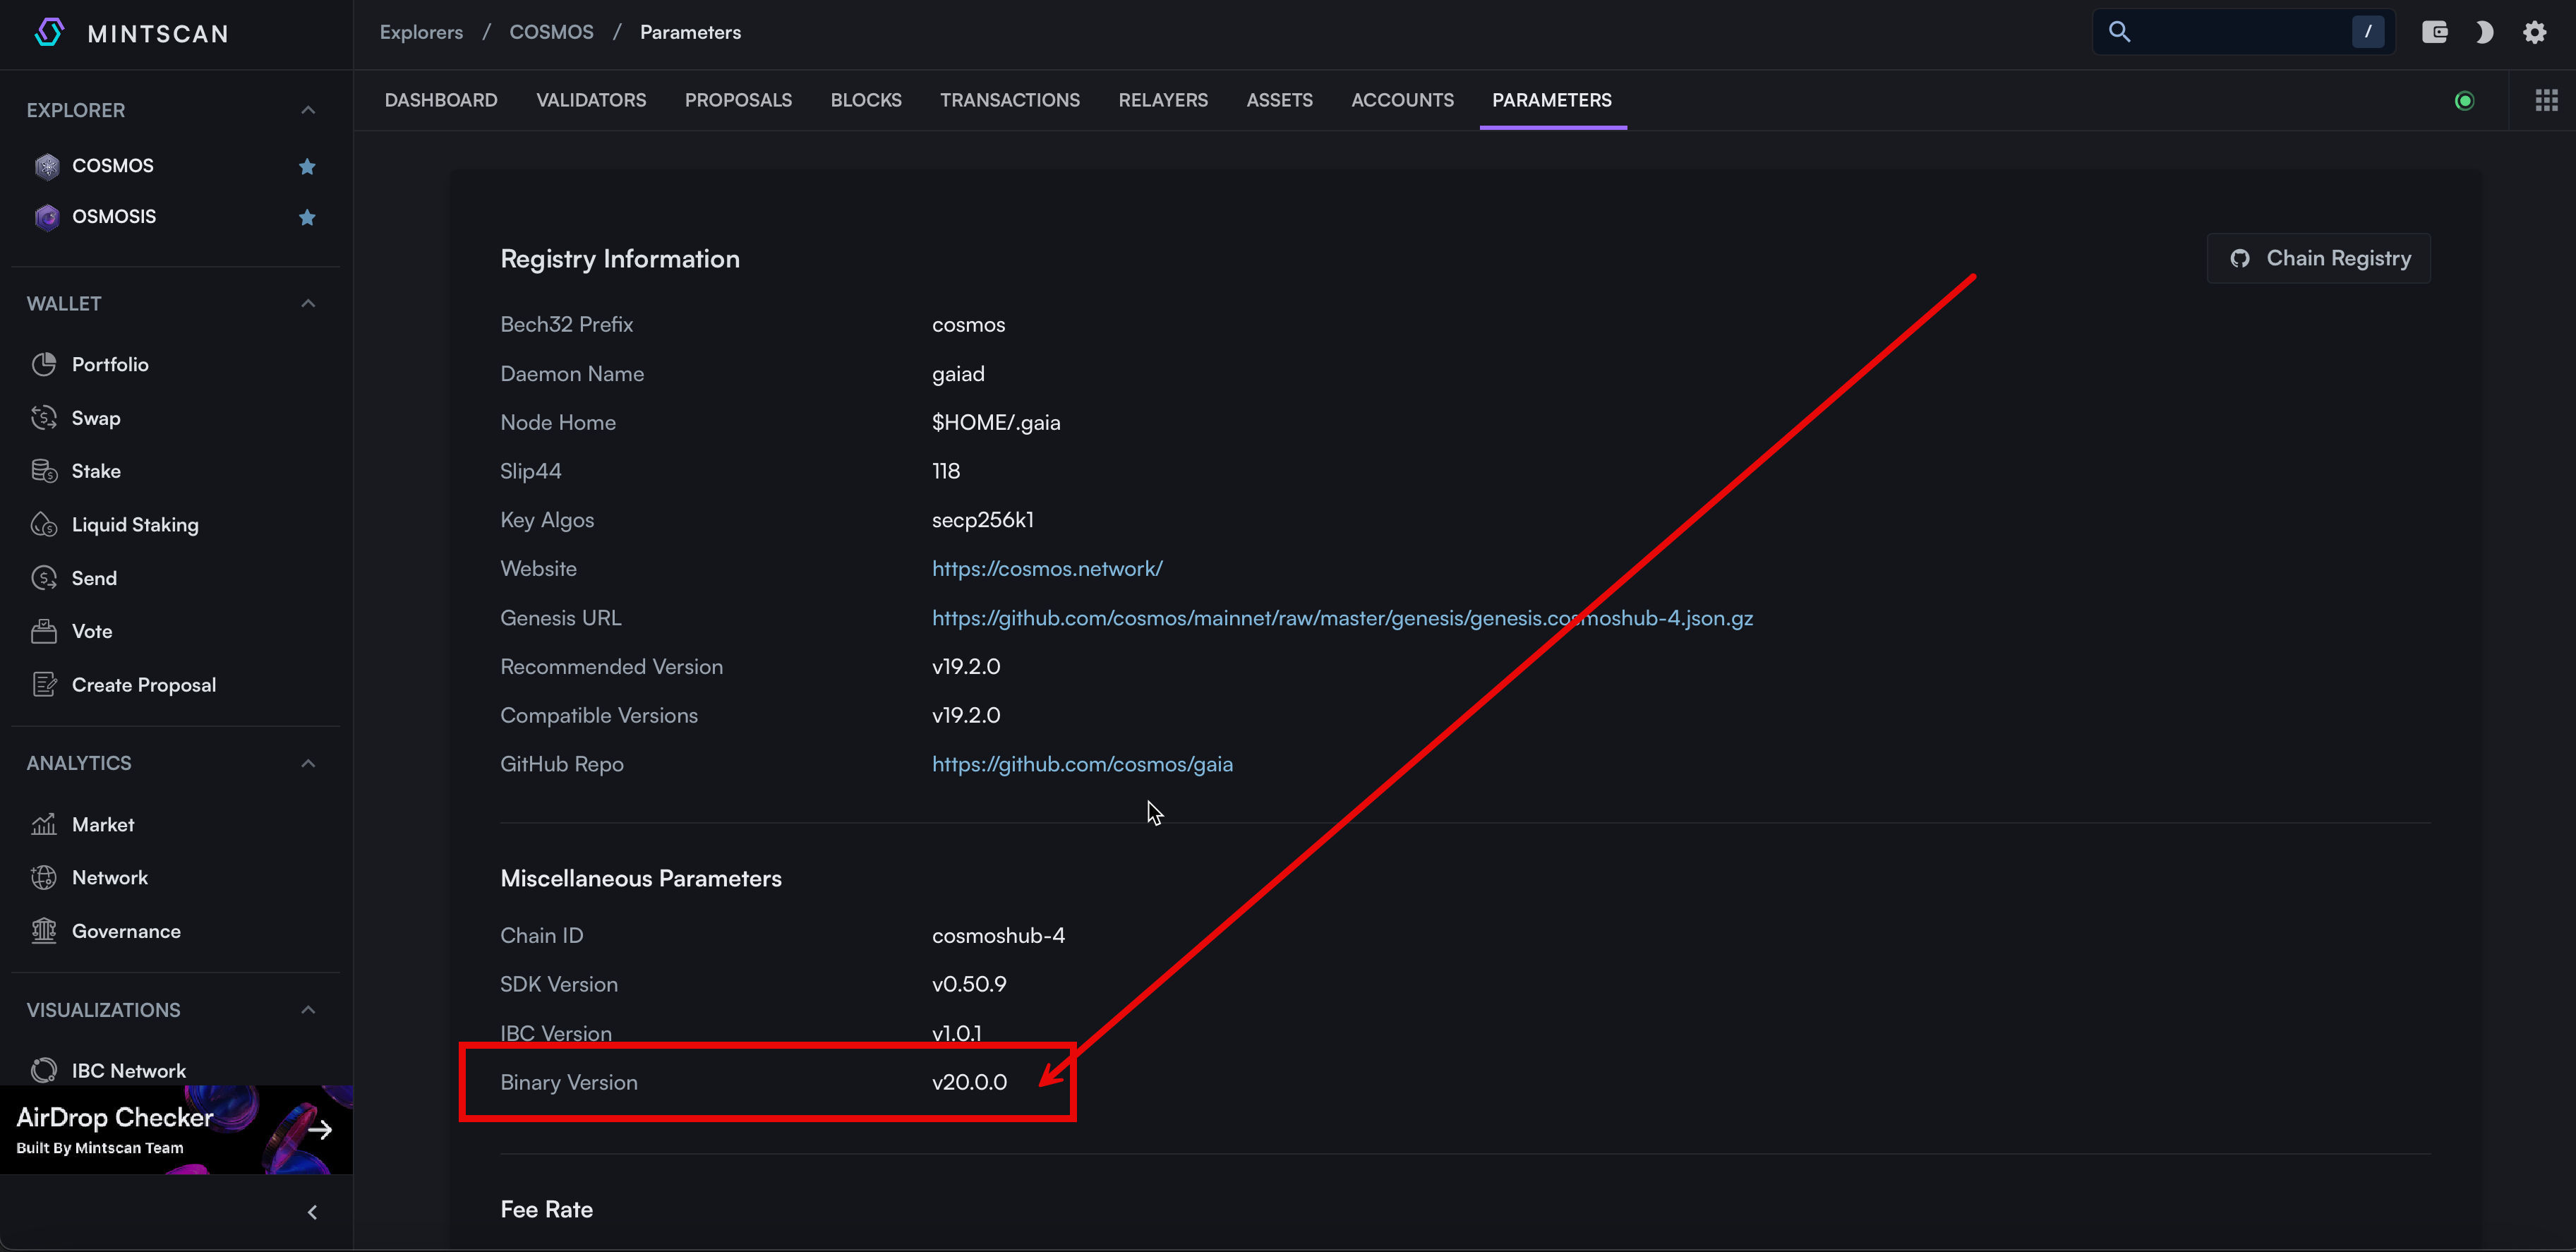 MINTSCAN
Explorers / COSMOS / Parameters
/
EXPLORER
COSMOS
OSMOSIS
WALLET
Portfolio
Swap
Stake
Liquid Staking
Send
Vote
Create Proposal
ANALYTICS
Market
Network
Governance
VISUALIZATIONS
IBC Network
AirDrop Checker
Built By Mintscan Team
DASHBOARD VALIDATORS PROPOSALS BLOCKS TRANSACTIONS RELAYERS ASSETS ACCOUNTS PARAMETERS
Registry Information
Chain Registry
Bech32 Prefix cosmos
Daemon Name gaiad
Node Home $HOME/.gaia
Slip44 118
Key Algos secp256k1
Website https://cosmos.network/
Genesis URL https://github.com/cosmos/mainnet/raw/master/genesis/genesis.cosmoshub-4.json.gz
Recommended Version v19.2.0
Compatible Versions v19.2.0
GitHub Repo https://github.com/cosmos/gaia
Miscellaneous Parameters
Chain ID cosmoshub-4
SDK Version v0.50.9
IBC Version v1.0.1
Binary Version v20.0.0
Fee Rate